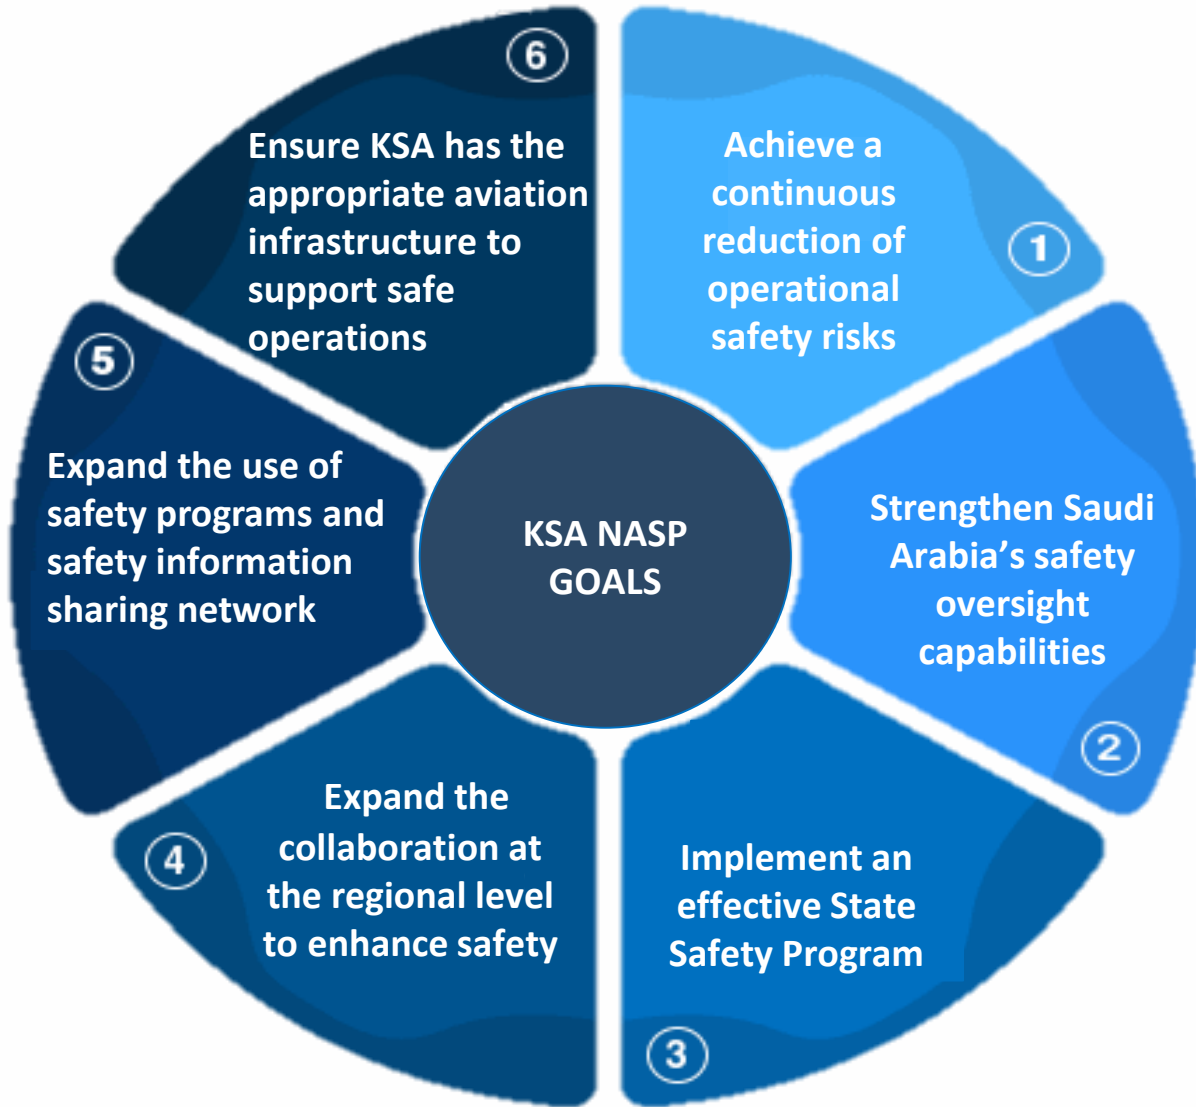 KSA NASP
GOALS
1
Achieve a
continuous
reduction of
operational
safety risks
2
Strengthen Saudi
Arabia’s safety
oversight
capabilities
3
Implement an
effective State
Safety Program
4
Expand the
collaboration at
the regional level
to enhance safety
5
Expand the use of
safety programs and
safety information
sharing network
6
Ensure KSA has the
appropriate aviation
infrastructure to
support safe
operations